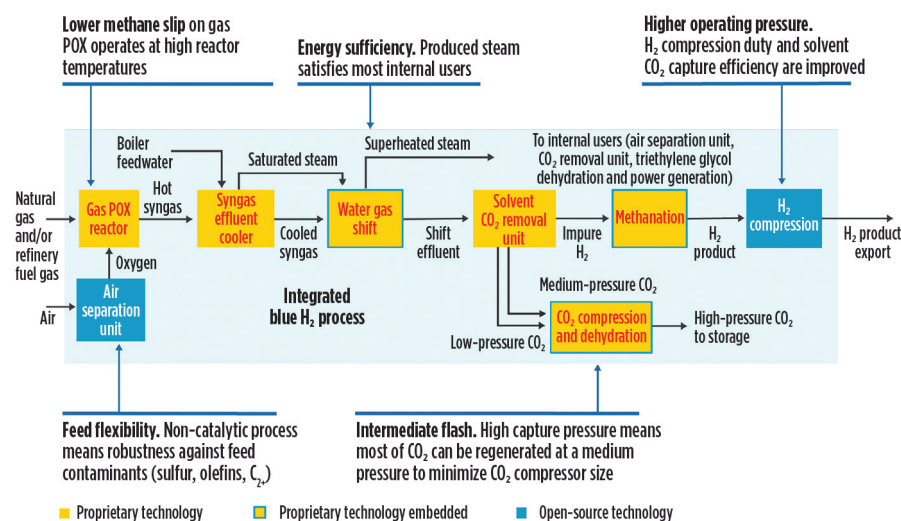 Lower methane slip on gas
POX operates at high reactor
temperatures
Energy sufficiency. Produced steam
satisfies most internal users
Higher operating pressure.
H₂ compression duty and solvent
CO₂ capture efficiency are improved
Boiler
feedwater
Saturated steam
Superheated steam
To internal users (air separation unit,
CO₂ removal unit, triethylene glycol
dehydration and power generation)
Natural
gas
and/or
refinery
fuel gas
Gas POX
reactor
Hot
syngas
Syngas
effluent
cooler
Cooled
syngas
Water gas
shift
Shift
effluent
Solvent
CO₂ removal
unit
Impure
H₂
Methanation
H₂
product
H₂
compression
H₂ product
export
Oxygen
Air
Air
separation
unit
Integrated
blue H₂ process
Medium-pressure CO₂
Low-pressure CO₂
CO₂ compression
and dehydration
High-pressure CO₂
to storage
Feed flexibility. Non-catalytic process
means robustness against feed
contaminants (sulfur, olefins, C₂₊)
Intermediate flash. High capture pressure means
most of CO₂ can be regenerated at a medium
pressure to minimize CO₂ compressor size
Proprietary technology
Proprietary technology embedded
Open-source technology